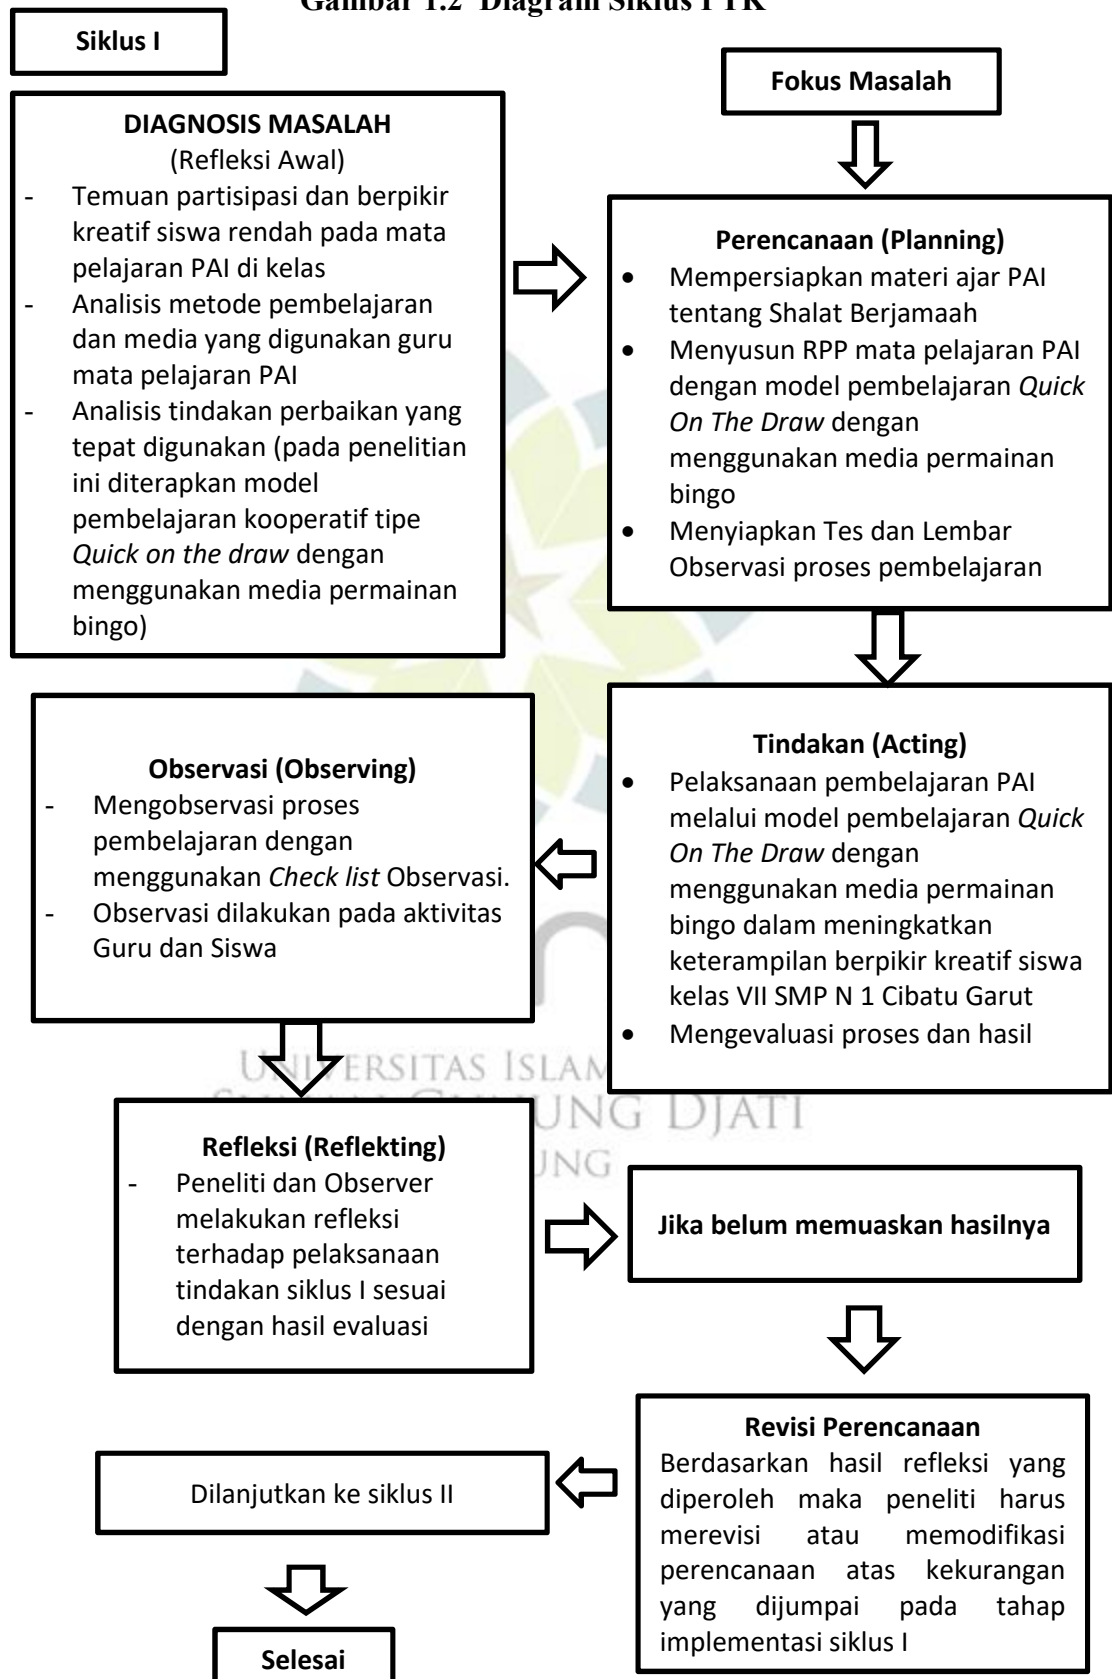 Gambar 1.2 Diagram Siklus PTK
Siklus I
DIAGNOSIS MASALAH
(Refleksi Awal)
- Temuan partisipasi dan berpikir
kreatif siswa rendah pada mata
pelajaran PAI di kelas
- Analisis metode pembelajaran
dan media yang digunakan guru
mata pelajaran PAI
- Analisis tindakan perbaikan yang
tepat digunakan (pada penelitian
ini diterapkan model
pembelajaran kooperatif tipe
Quick on the draw dengan
menggunakan media permainan
bingo)
Fokus Masalah
Perencanaan (Planning)
• Mempersiapkan materi ajar PAI
tentang Shalat Berjamaah
• Menyusun RPP mata pelajaran PAI
dengan model pembelajaran Quick
On The Draw dengan
menggunakan media permainan
bingo
• Menyiapkan Tes dan Lembar
Observasi proses pembelajaran
Tindakan (Acting)
• Pelaksanaan pembelajaran PAI
melalui model pembelajaran Quick
On The Draw dengan
menggunakan media permainan
bingo dalam meningkatkan
keterampilan berpikir kreatif siswa
kelas VII SMP N 1 Cibatu Garut
• Mengevaluasi proses dan hasil
Observasi (Observing)
- Mengobservasi proses
pembelajaran dengan
menggunakan Check list Observasi.
- Observasi dilakukan pada aktivitas
Guru dan Siswa
UNIVERSITAS ISLAM
GUNUNG DJATI
Refleksi (Reflekting)
- Peneliti dan Observer
melakukan refleksi
terhadap pelaksanaan
tindakan siklus I sesuai
dengan hasil evaluasi
Jika belum memuaskan hasilnya
Revisi Perencanaan
Berdasarkan hasil refleksi yang
diperoleh maka peneliti harus
merevisi atau memodifikasi
perencanaan atas kekurangan
yang dijumpai pada tahap
implementasi siklus I
Dilanjutkan ke siklus II
Selesai